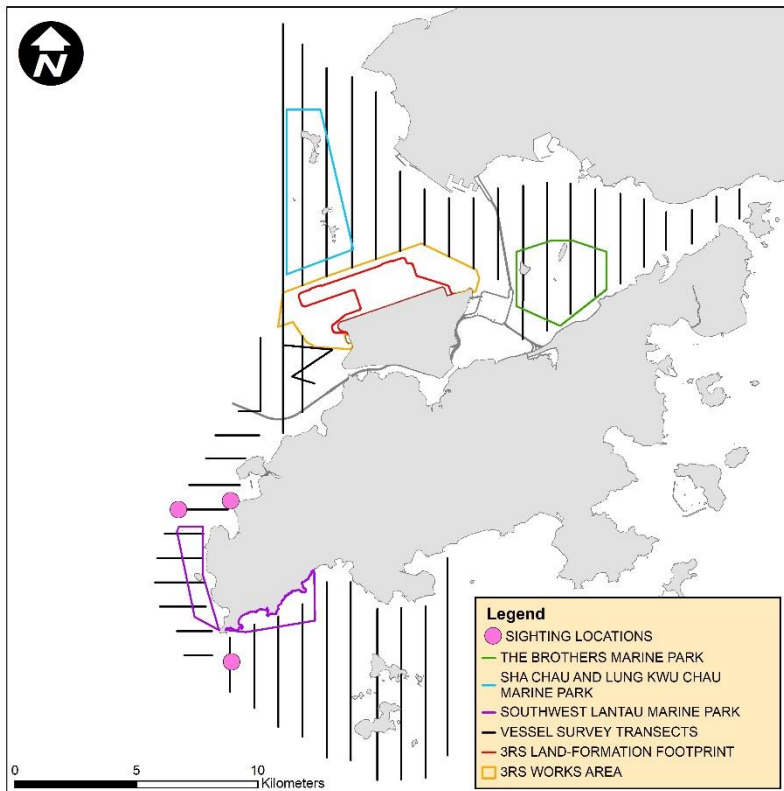 N
Legend
SIGHTING LOCATIONS
THE BROTHERS MARINE PARK
SHA CHAU AND LUNG KWU CHAU
MARINE PARK
SOUTHWEST LANTAU MARINE PARK
VESSEL SURVEY TRANSECTS
3RS LAND-FORMATION FOOTPRINT
3RS WORKS AREA
0 5 10
Kilometers